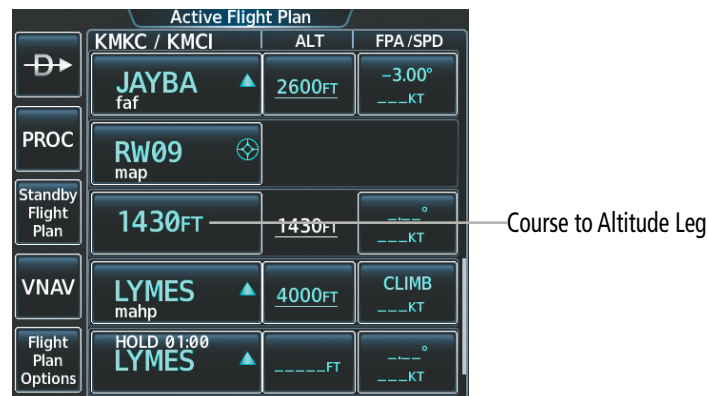 Active Flight Plan
KMKC / KMCI ALT FPA/SPD
D
JAYBA 2600FT -3.00°
faf ___KT
PROC
RW09
map
Standby
Flight
Plan
1430FT 1430FT _.__°
___KT
Course to Altitude Leg
VNAV
LYMES 4000FT CLIMB
mahp ___KT
Flight
Plan
Options
HOLD 01:00
LYMES _____FT _.__°
___KT